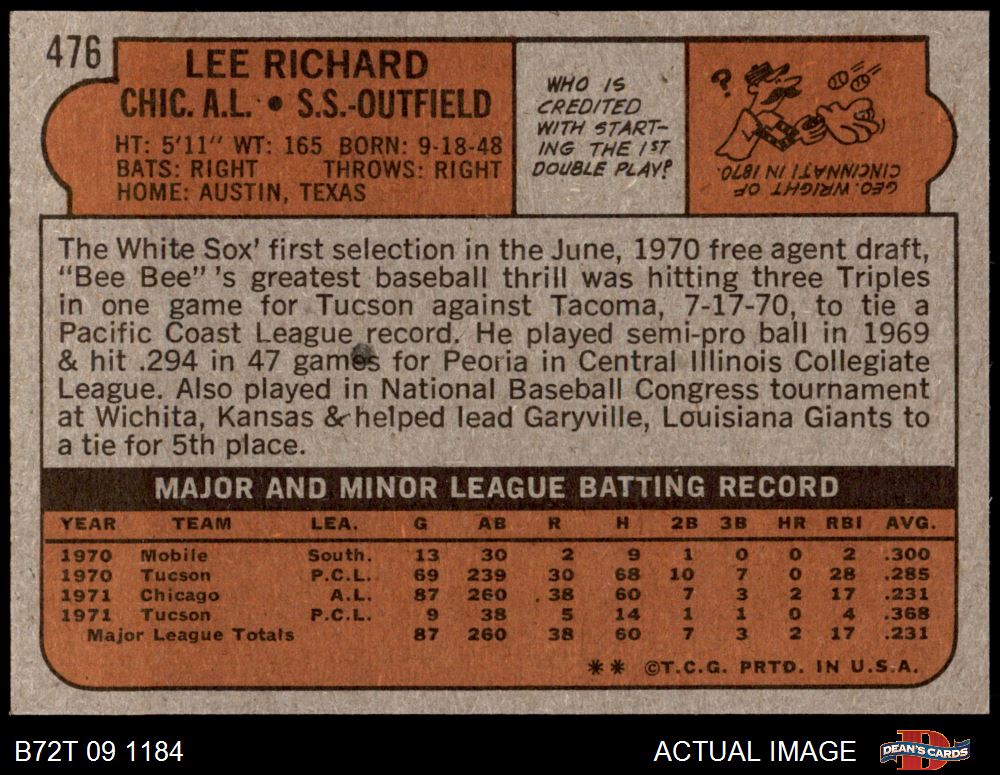 476
LEE RICHARD
CHIC. A.L. • S.S.-OUTFIELD
HT: 5'11" WT: 165 BORN: 9-18-48
BATS: RIGHT THROWS: RIGHT
HOME: AUSTIN, TEXAS
WHO IS
CREDITED
WITH START-
ING THE 1ST
DOUBLE PLAY?
?
GEO. WRIGHT OF
CINCINNATI IN 1870.
The White Sox' first selection in the June, 1970 free agent draft,
"Bee Bee" 's greatest baseball thrill was hitting three Triples
in one game for Tucson against Tacoma, 7-17-70, to tie a
Pacific Coast League record. He played semi-pro ball in 1969
& hit .294 in 47 games for Peoria in Central Illinois Collegiate
League. Also played in National Baseball Congress tournament
at Wichita, Kansas & helped lead Garyville, Louisiana Giants to
a tie for 5th place.
MAJOR AND MINOR LEAGUE BATTING RECORD
YEAR TEAM LEA. G AB R H 2B 3B HR RBI AVG.
1970 Mobile South. 13 30 2 9 1 0 0 2 .300
1970 Tucson P.C.L. 69 239 30 68 10 7 0 28 .285
1971 Chicago A.L. 87 260 38 60 7 3 2 17 .231
1971 Tucson P.C.L. 9 38 5 14 1 1 0 4 .368
Major League Totals 87 260 38 60 7 3 2 17 .231
** ©T.C.G. PRTD. IN U.S.A.
B72T 09 1184
ACTUAL IMAGE
D
DEAN'S CARDS